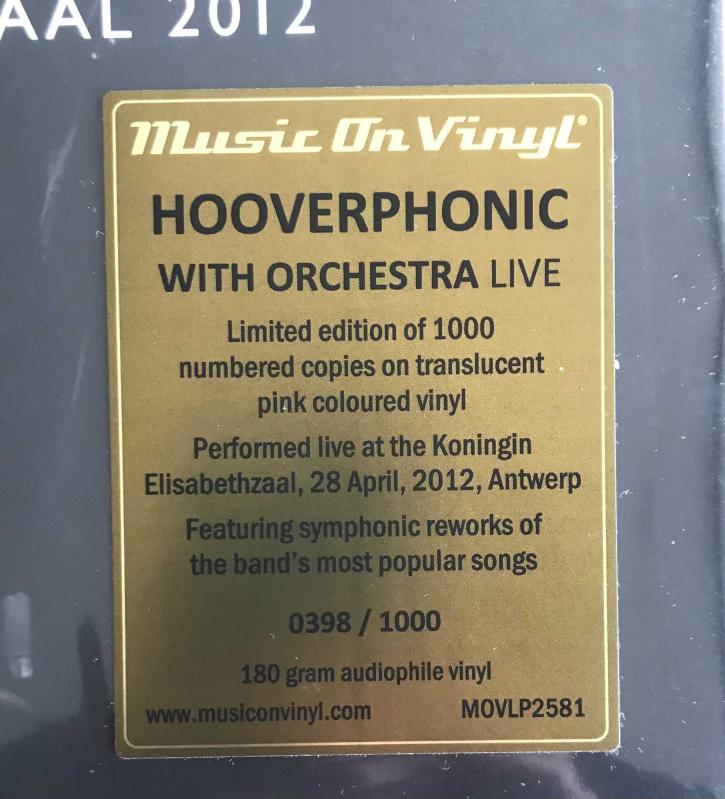 AAL 2012
Music On Vinyl®
HOOVERPHONIC
WITH ORCHESTRA LIVE
Limited edition of 1000
numbered copies on translucent
pink coloured vinyl
Performed live at the Koningin
Elisabethzaal, 28 April, 2012, Antwerp
Featuring symphonic reworks of
the band's most popular songs
0398 / 1000
180 gram audiophile vinyl
www.musiconvinyl.com MOVLP2581